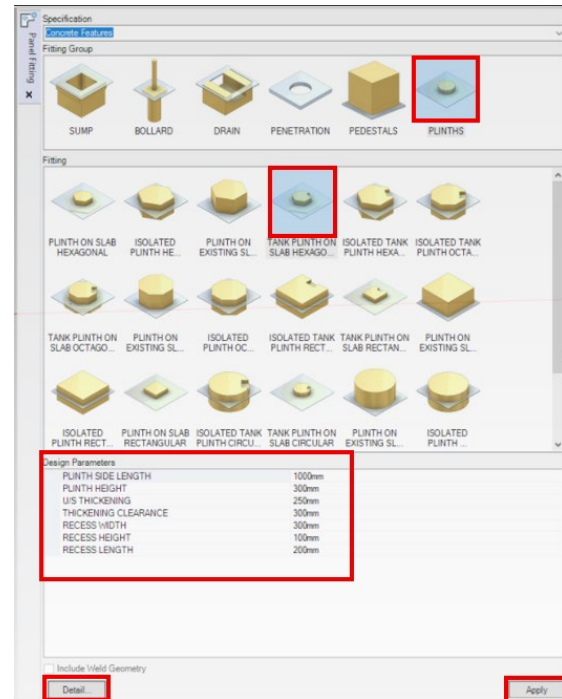 Specification
Concrete Features
Panel Fitting
Fitting Group
SUMP BOLLARD DRAIN PENETRATION PEDESTALS PLINTHS
Fitting
PLINTH ON SLAB ISOLATED PLINTH ON TANK PLINTH ON ISOLATED TANK ISOLATED TANK
HEXAGONAL PLINTH HE... EXISTING SL... SLAB HEXAGO... PLINTH HEXA... PLINTH OCTA...
TANK PLINTH ON PLINTH ON ISOLATED ISOLATED TANK TANK PLINTH ON PLINTH ON
SLAB OCTAGO... EXISTING SL... PLINTH OC... PLINTH RECT... SLAB RECTAN... EXISTING SL...
ISOLATED PLINTH ON SLAB ISOLATED TANK TANK PLINTH ON PLINTH ON ISOLATED
PLINTH RECT... RECTANGULAR PLINTH CIRCU... SLAB CIRCULAR EXISTING SL... PLINTH ...
Design Parameters
PLINTH SIDE LENGTH 1000mm
PLINTH HEIGHT 300mm
U/S THICKENING 250mm
THICKENING CLEARANCE 300mm
RECESS WIDTH 300mm
RECESS HEIGHT 100mm
RECESS LENGTH 200mm
Include Weld Geometry
Detail... Apply